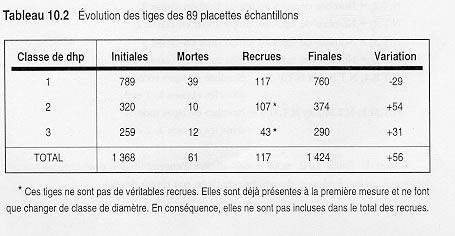 Tableau 10.2 Évolution des tiges des 89 placettes échantillons
Classe de dhp Initiales Mortes Recrues Finales Variation
1 789 39 117 760 -29
2 320 10 107 * 374 +54
3 259 12 43 * 290 +31
TOTAL 1 368 61 117 1 424 +56
* Ces tiges ne sont pas de véritables recrues. Elles sont déjà présentes à la première mesure et ne font
que changer de classe de diamètre. En conséquence, elles ne sont pas incluses dans le total des recrues.